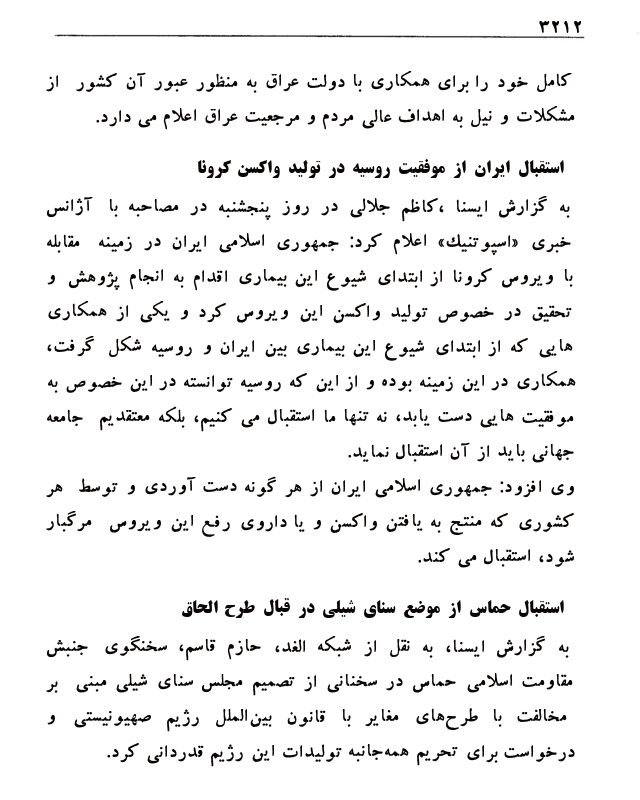 ۳۲۱۲
کامل خود را برای همکاری با دولت عراق به منظور عبور آن کشور از
مشکلات و نیل به اهداف عالی مردم و مرجعیت عراق اعلام می دارد.
استقبال ایران از موفقیت روسیه در تولید واکسن کرونا
به گزارش ایسنا ،کاظم جلالی در روز پنجشنبه در مصاحبه با آژانس
خبری «اسپوتنیك» اعلام کرد: جمهوری اسلامی ایران در زمینه مقابله
با ویروس کرونا از ابتدای شیوع این بیماری اقدام به انجام پژوهش و
تحقیق در خصوص تولید واکسن این ویروس کرد و یکی از همکاری
هایی که از ابتدای شیوع این بیماری بین ایران و روسیه شکل گرفت،
همکاری در این زمینه بوده و از این که روسیه توانسته در این خصوص به
موفقیت هایی دست یابد، نه تنها ما استقبال می کنیم، بلکه معتقدیم جامعه
جهانی باید از آن استقبال نماید.
وی افزود: جمهوری اسلامی ایران از هر گونه دست آوردی و توسط هر
کشوری که منتج به یافتن واکسن و یا داروی رفع این ویروس مرگبار
شود، استقبال می کند.
استقبال حماس از موضع سنای شیلی در قبال طرح الحاق
به گزارش ایسنا، به نقل از شبکه الغد، حازم قاسم، سخنگوی جنبش
مقاومت اسلامی حماس در سخنانی از تصمیم مجلس سنای شیلی مبنی بر
مخالفت با طرح‌های مغایر با قانون بین‌الملل رژیم صهیونیستی و
درخواست برای تحریم همه‌جانبه تولیدات این رژیم قدردانی کرد.